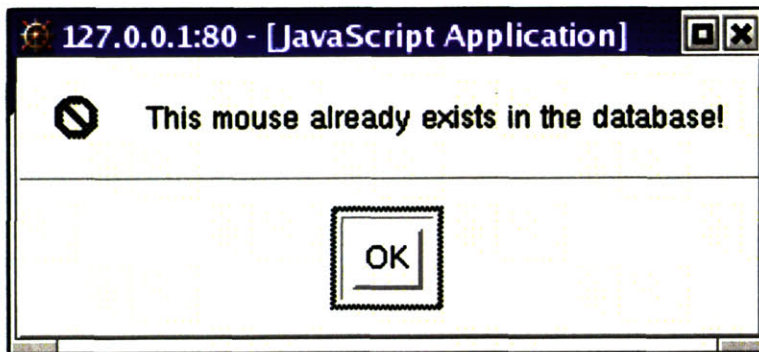 127.0.0.1:80 - [JavaScript Application]
This mouse already exists in the database!
OK